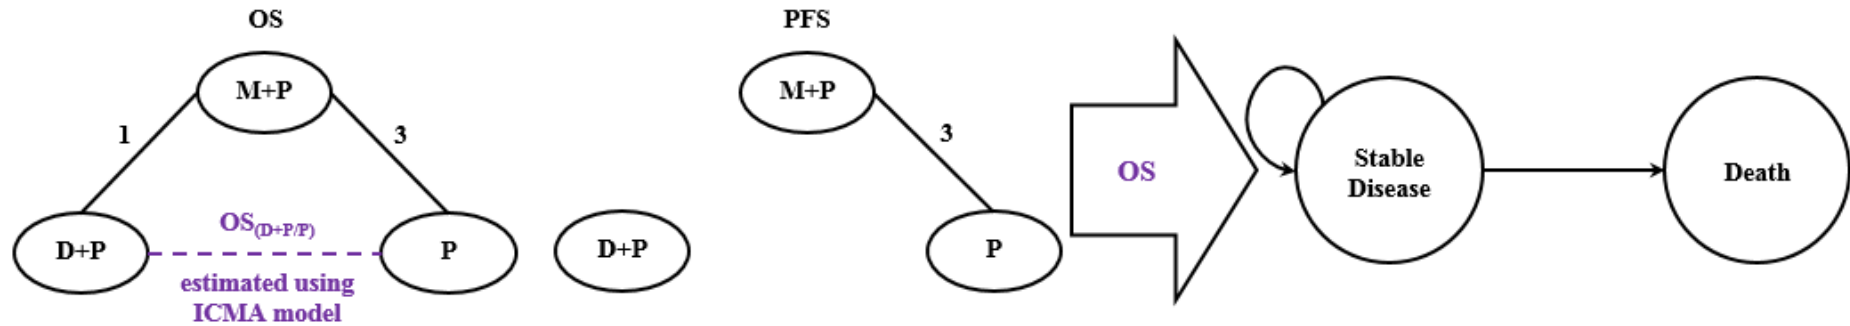 OS
M+P
1
3
D+P
OS(D+P/P)
P
estimated using
ICMA model
PFS
M+P
3
D+P
P
OS
Stable
Disease
Death